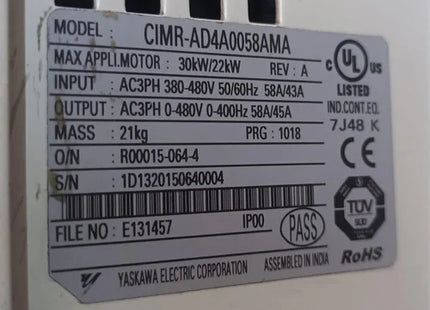 MODEL : CIMR-AD4A0058AMA
MAX APPLI.MOTOR : 30kW/22kW REV : A
INPUT : AC3PH 380-480V 50/60Hz 58A/43A
OUTPUT : AC3PH 0-480V 0-400Hz 58A/45A
MASS : 21kg PRG : 1018
O/N : R00015-064-4
S/N : 1D1320150640004
FILE NO : E131457 IP00 PASS
YASKAWA ELECTRIC CORPORATION ASSEMBLED IN INDIA
C UL US
LISTED
IND.CONT.EQ.
7J48 K
TÜV
SÜD
RoHS